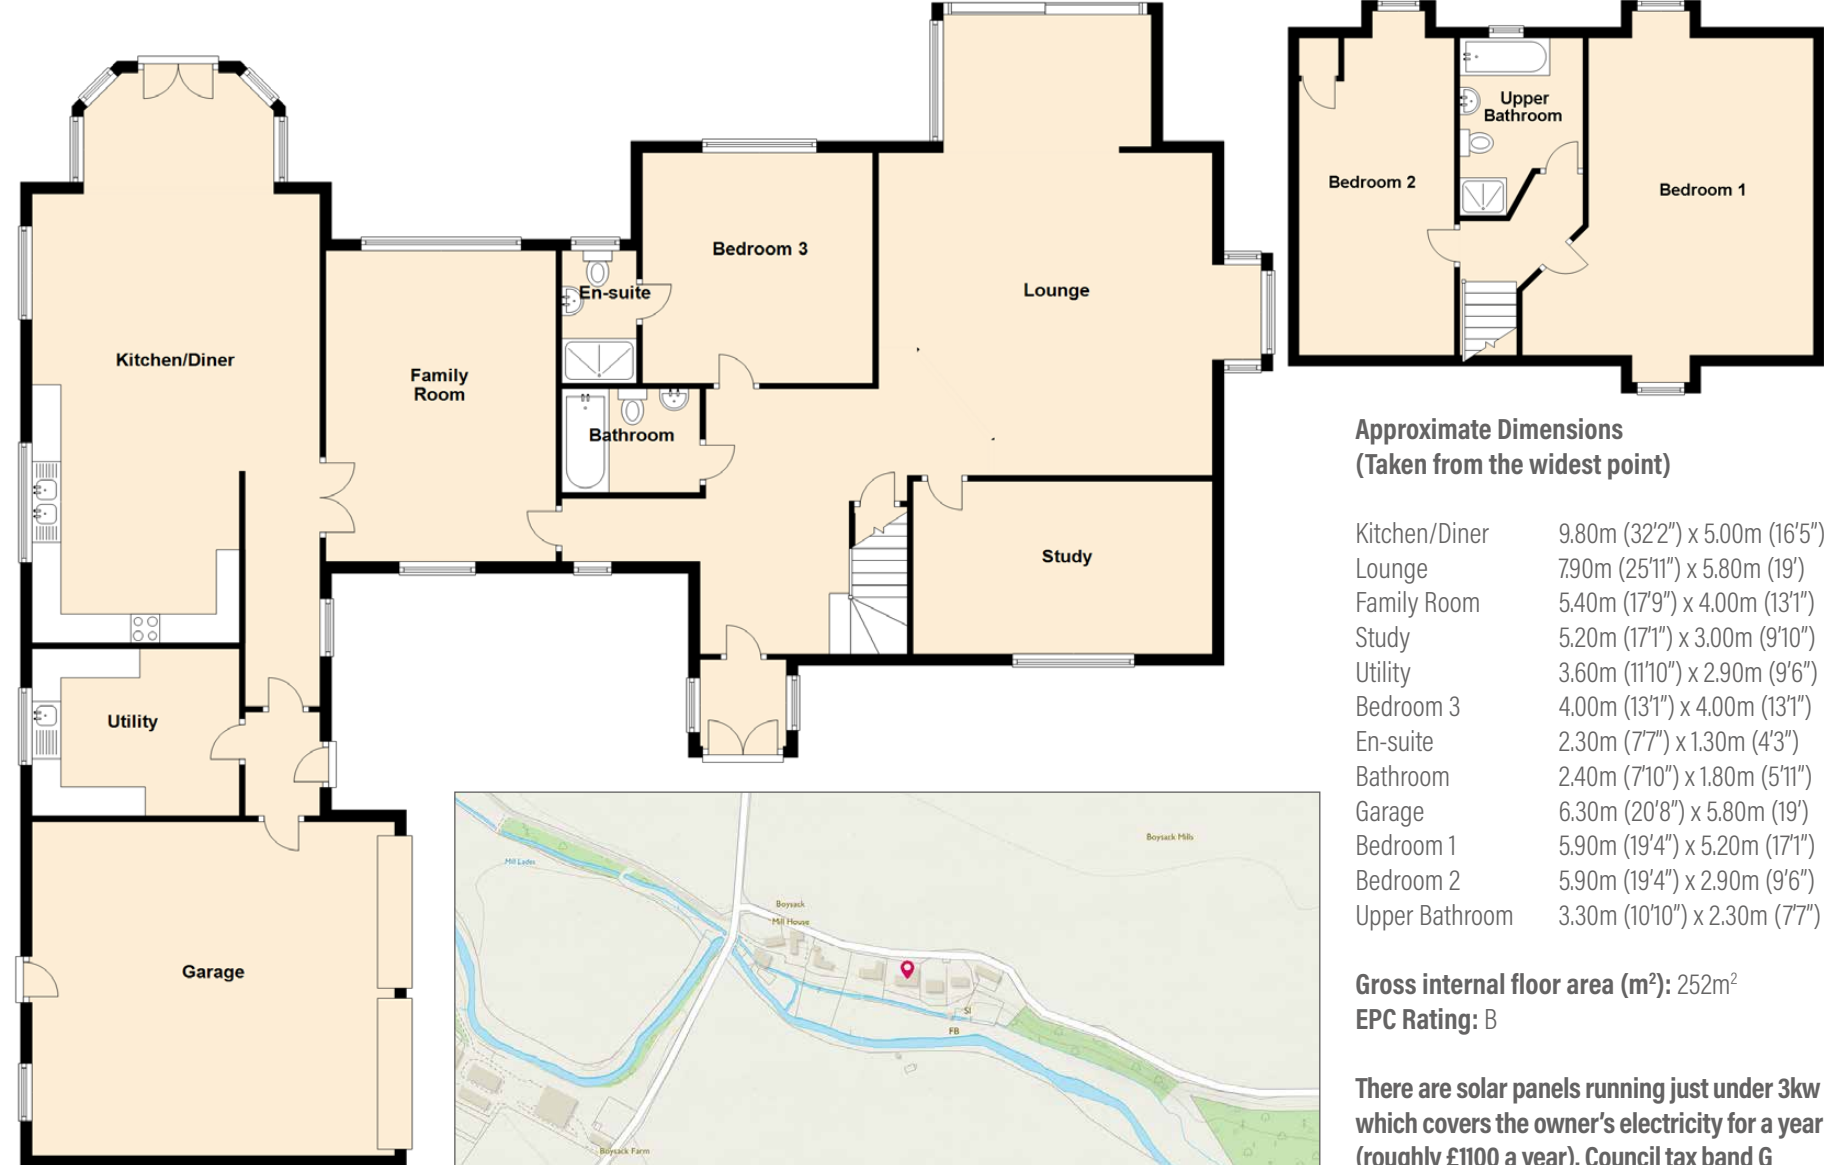 Upper
Bathroom
Bedroom 2
Bedroom 1
Bedroom 3
En-suite
Lounge
Kitchen/Diner
Family
Room
Bathroom
Study
Utility
Garage
Boysack Mills
Mill Lades
Boysack
Mill House
SI
FB
Boysack Farm
Approximate Dimensions
(Taken from the widest point)
Kitchen/Diner 9.80m (32'2") x 5.00m (16'5")
Lounge 7.90m (25'11") x 5.80m (19')
Family Room 5.40m (17'9") x 4.00m (13'1")
Study 5.20m (17'1") x 3.00m (9'10")
Utility 3.60m (11'10") x 2.90m (9'6")
Bedroom 3 4.00m (13'1") x 4.00m (13'1")
En-suite 2.30m (7'7") x 1.30m (4'3")
Bathroom 2.40m (7'10") x 1.80m (5'11")
Garage 6.30m (20'8") x 5.80m (19')
Bedroom 1 5.90m (19'4") x 5.20m (17'1")
Bedroom 2 5.90m (19'4") x 2.90m (9'6")
Upper Bathroom 3.30m (10'10") x 2.30m (7'7")
Gross internal floor area (m²): 252m²
EPC Rating: B
There are solar panels running just under 3kw
which covers the owner's electricity for a year
(roughly £1100 a year). Council tax band G